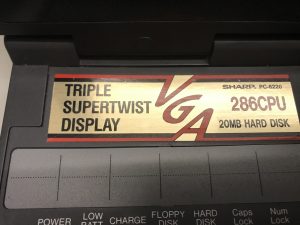 TRIPLE
SUPERTWIST
DISPLAY
VGA
SHARP PC-6220
286CPU
20MB HARD DISK
POWER
LOW
BATT
CHARGE
FLOPPY
DISK
HARD
DISK
Caps
Lock
Num
Lock